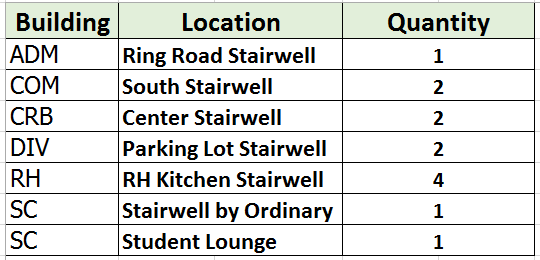 Building Location Quantity
ADM Ring Road Stairwell 1
COM South Stairwell 2
CRB Center Stairwell 2
DIV Parking Lot Stairwell 2
RH RH Kitchen Stairwell 4
SC Stairwell by Ordinary 1
SC Student Lounge 1